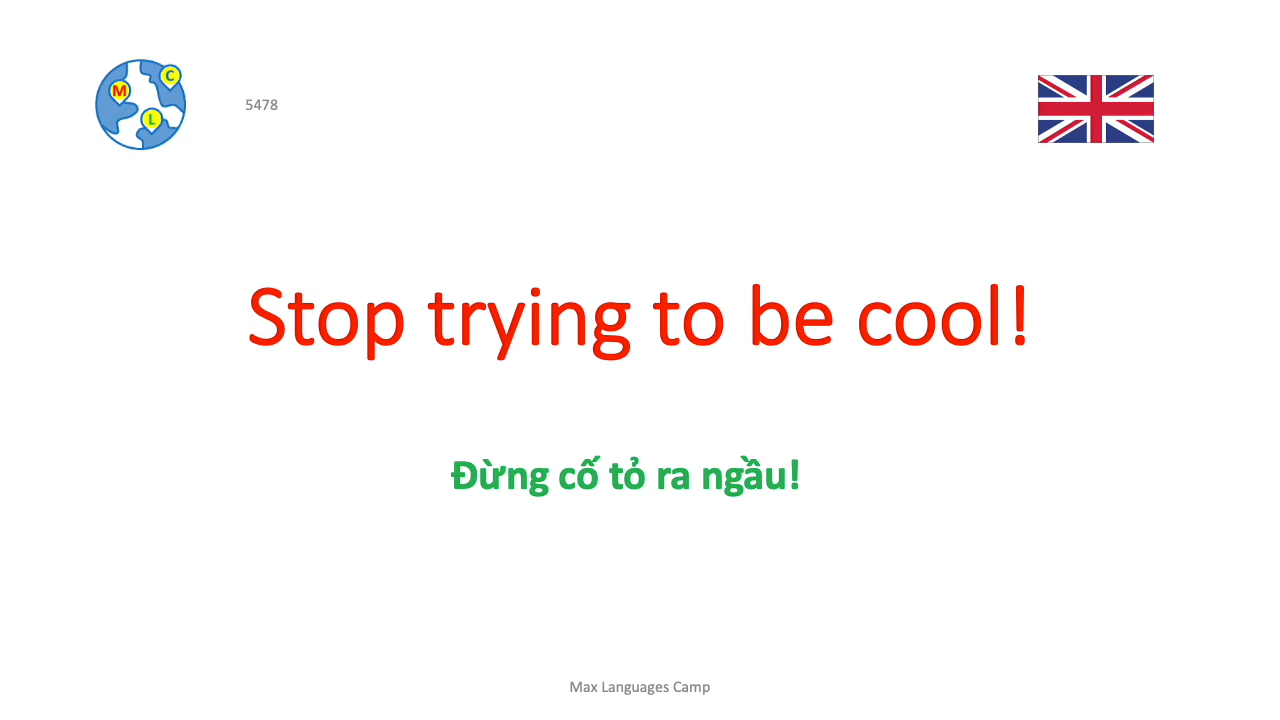 M
C
L
5478
Stop trying to be cool!
Đừng cố tỏ ra ngầu!
Max Languages Camp